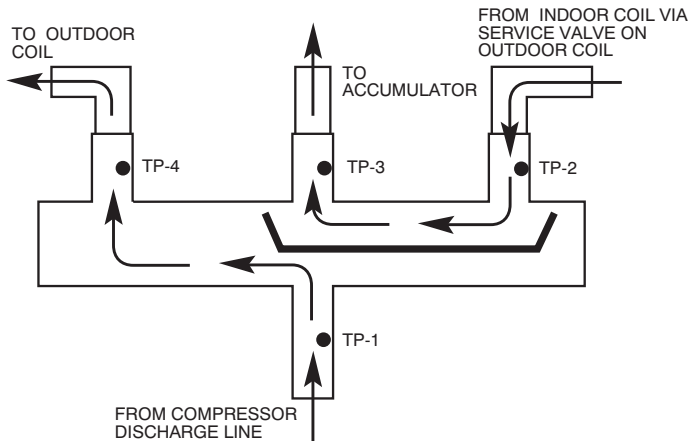 TO OUTDOOR
COIL
TO
ACCUMULATOR
FROM INDOOR COIL VIA
SERVICE VALVE ON
OUTDOOR COIL
TP-4
TP-3
TP-2
TP-1
FROM COMPRESSOR
DISCHARGE LINE